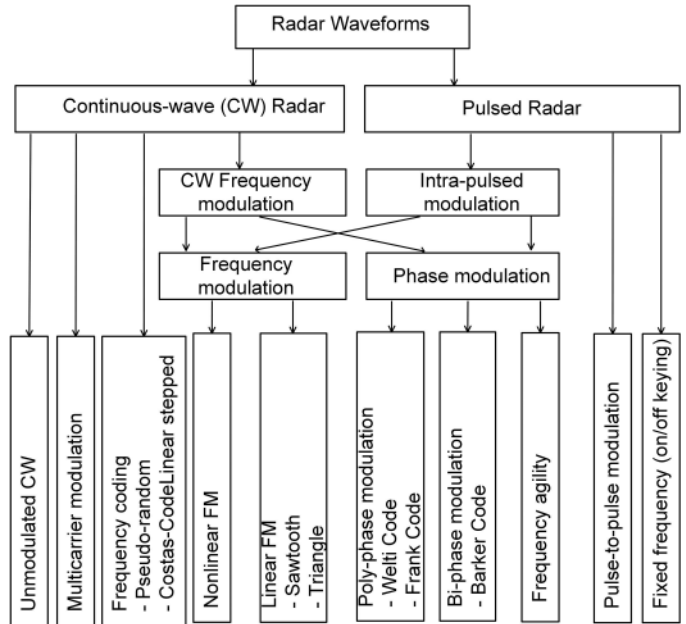 Radar Waveforms
Continuous-wave (CW) Radar
Pulsed Radar
CW Frequency
modulation
Intra-pulsed
modulation
Frequency
modulation
Phase modulation
Unmodulated CW
Multicarrier modulation
Frequency coding
- Pseudo-random
- Costas-CodeLinear stepped
Nonlinear FM
Linear FM
- Sawtooth
- Triangle
Poly-phase modulation
- Welti Code
- Frank Code
Bi-phase modulation
- Barker Code
Frequency agility
Pulse-to-pulse modulation
Fixed frequency (on/off keying)